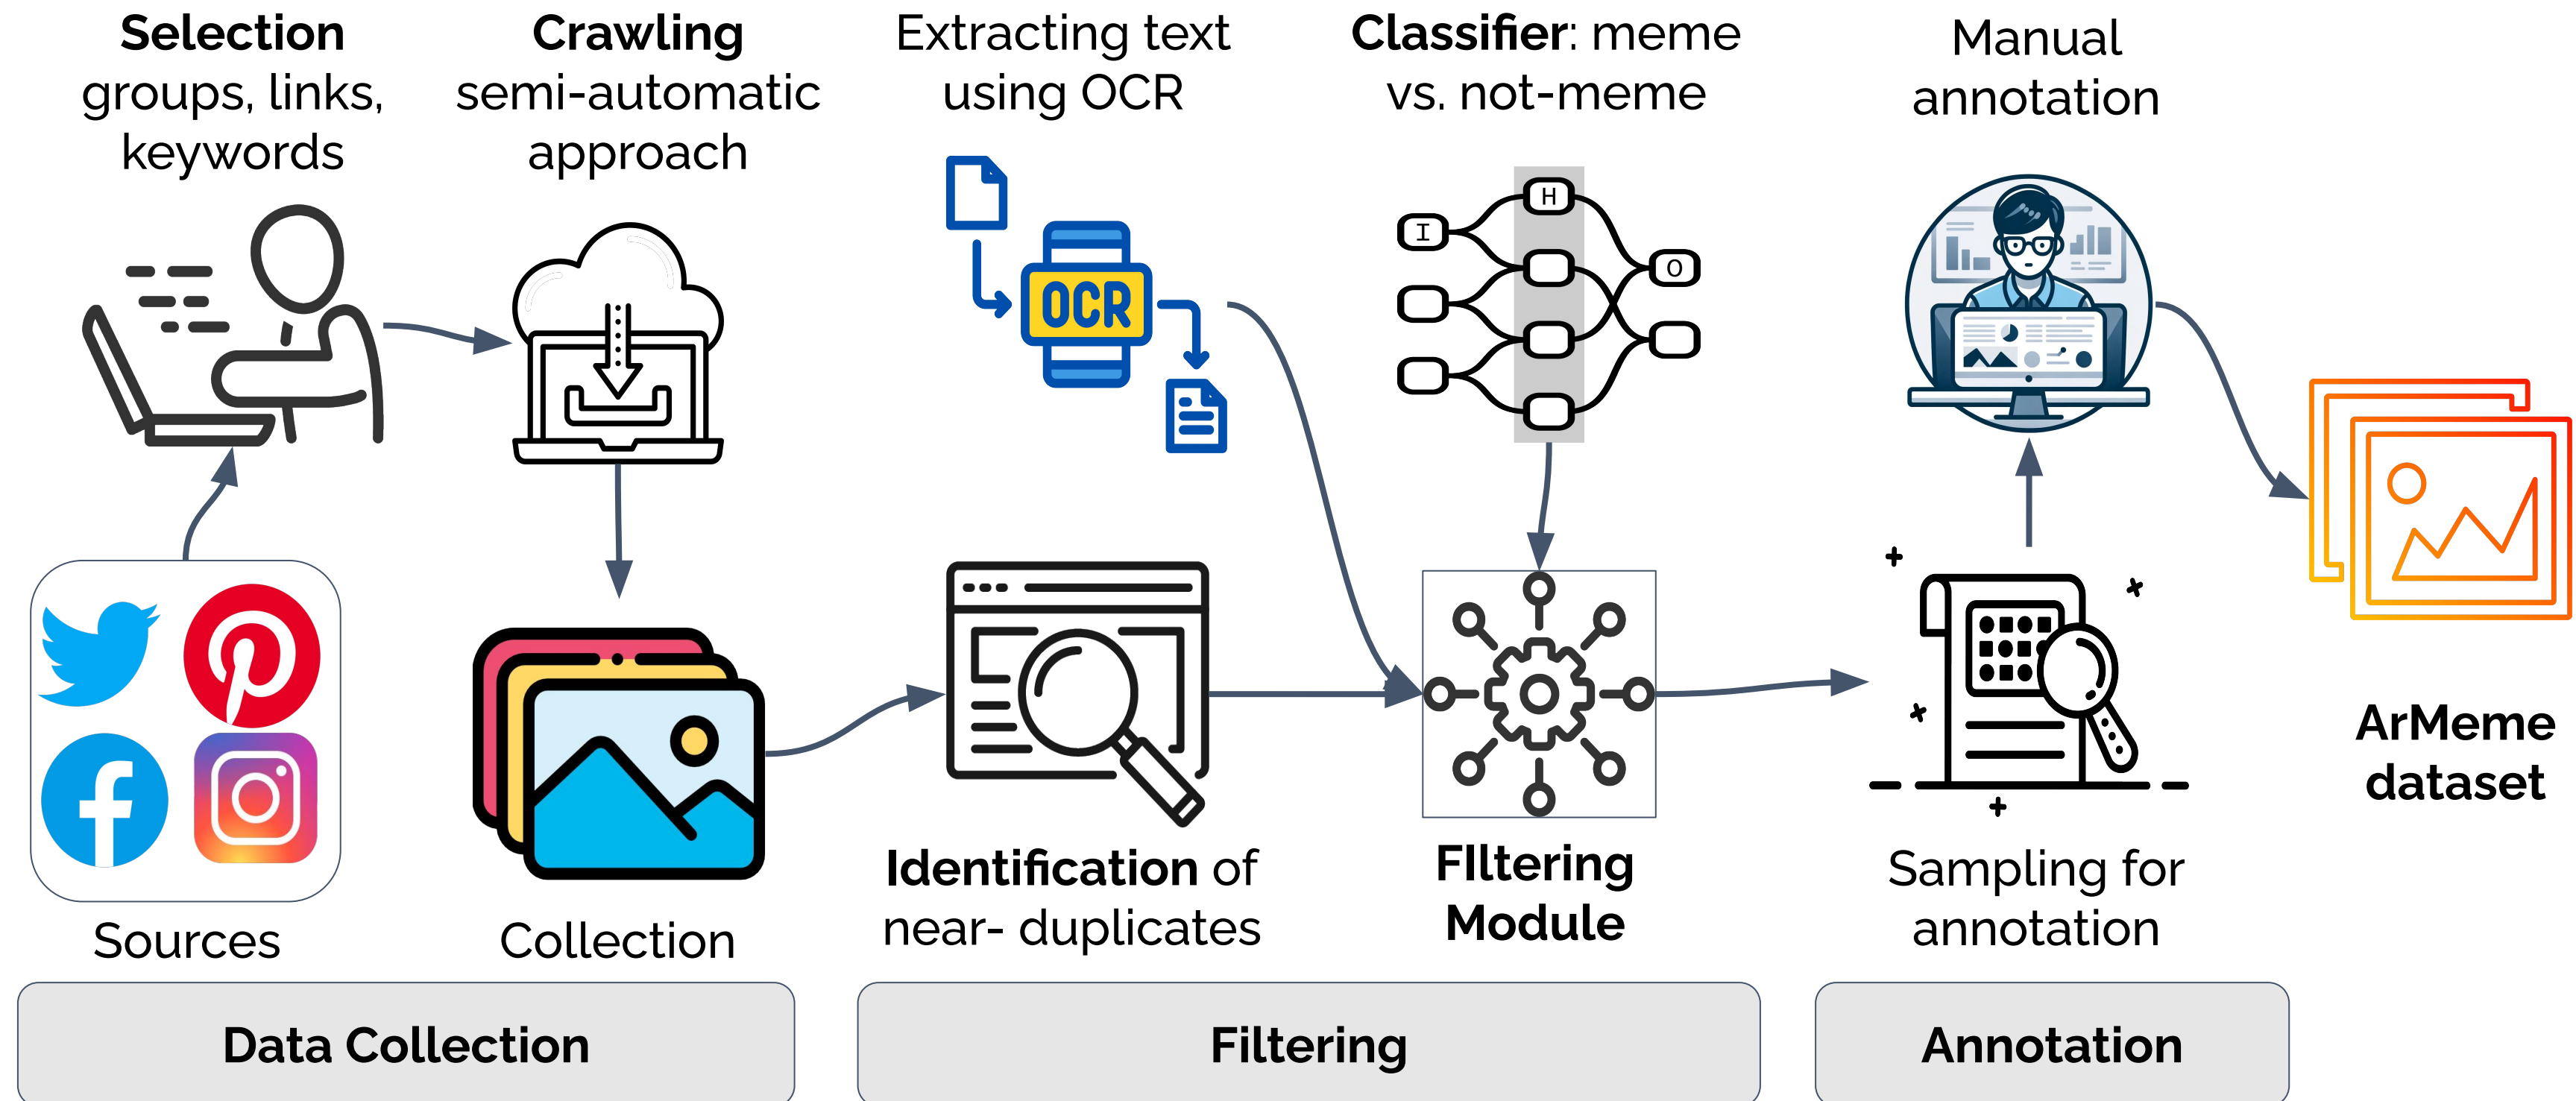 Selection
groups, links,
keywords
Crawling
semi-automatic
approach
Extracting text
using OCR
Classifier: meme
vs. not-meme
Manual
annotation
OCR
I
H
O
Sources
Collection
Identification of
near- duplicates
FIltering
Module
Sampling for
annotation
ArMeme
dataset
Data Collection
Filtering
Annotation